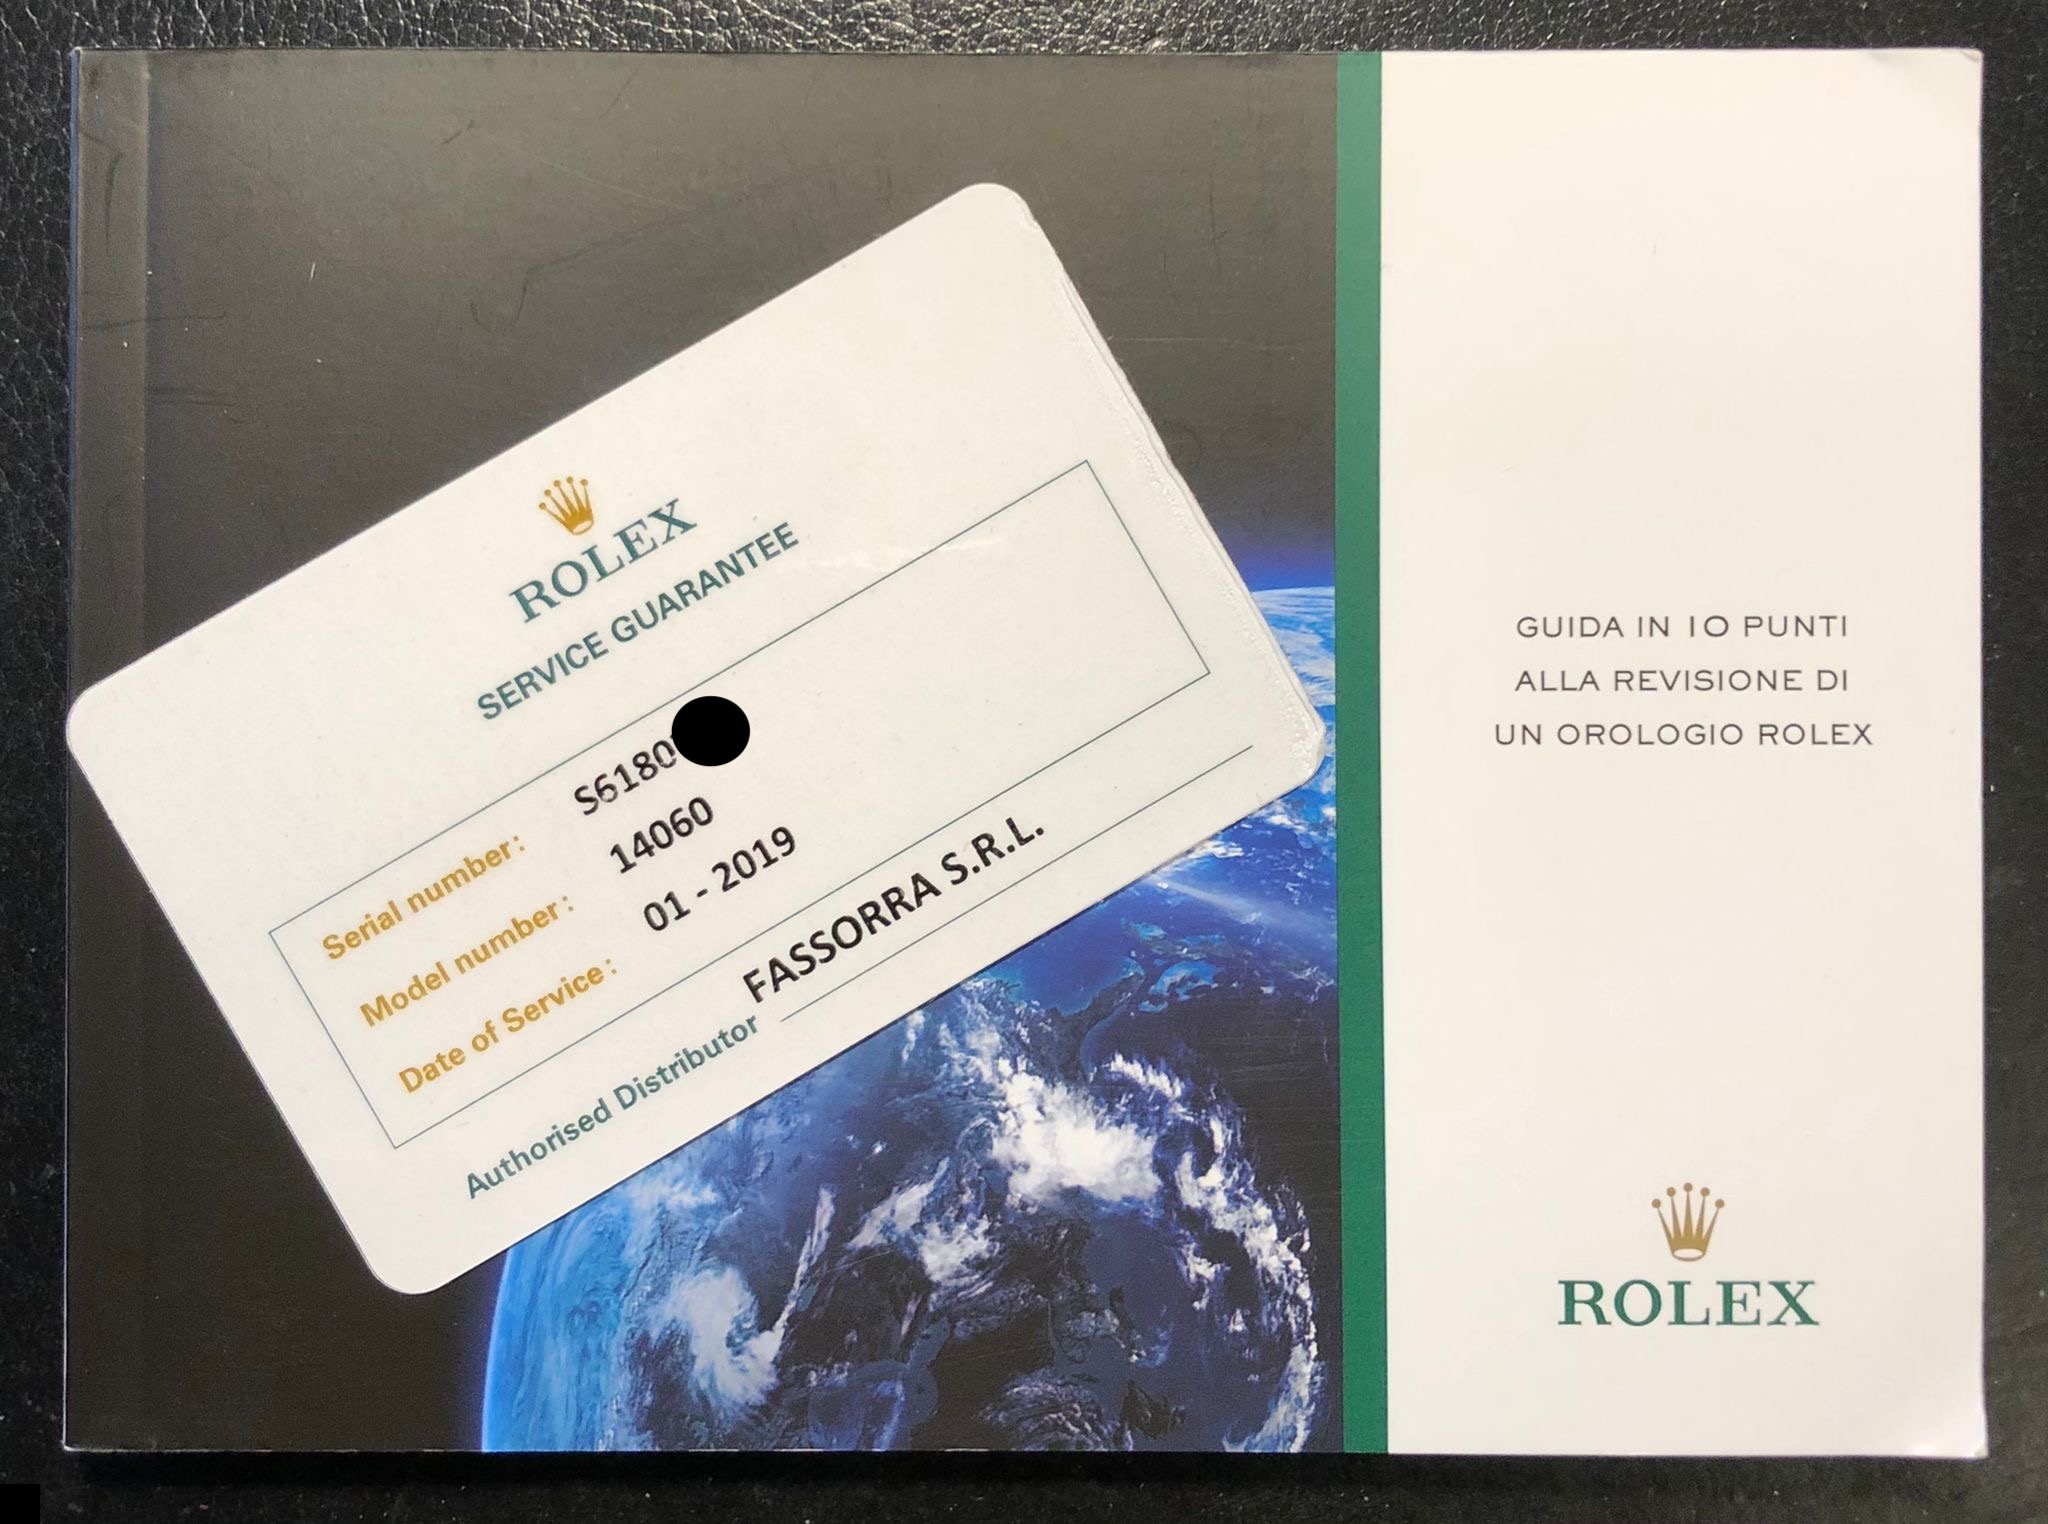 ROLEX
SERVICE GUARANTEE
Serial number: S6180
Model number: 14060
Date of Service: 01 - 2019
Authorised Distributor FASSORRA S.R.L.
GUIDA IN 10 PUNTI
ALLA REVISIONE DI
UN OROLOGIO ROLEX
ROLEX